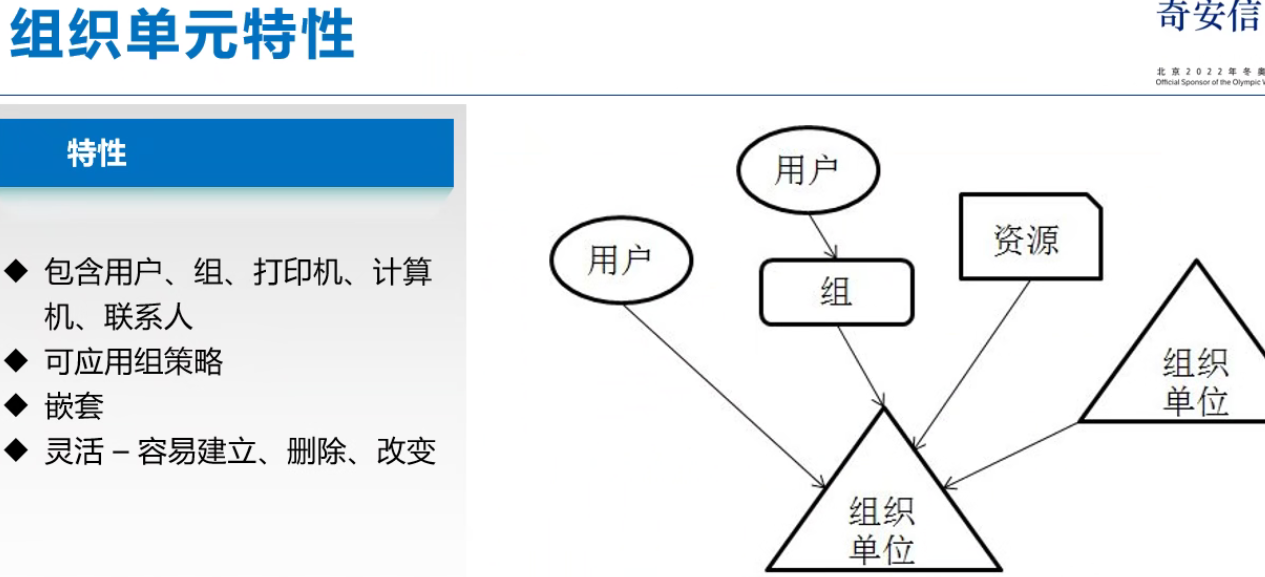 组织单元特性
奇安信
北京2022年冬奥
Official Sponsor of the Olympic
特性
◆ 包含用户、组、打印机、计算
机、联系人
◆ 可应用组策略
◆ 嵌套
◆ 灵活 – 容易建立、删除、改变
用户
用户
资源
组
组织
单位
组织
单位